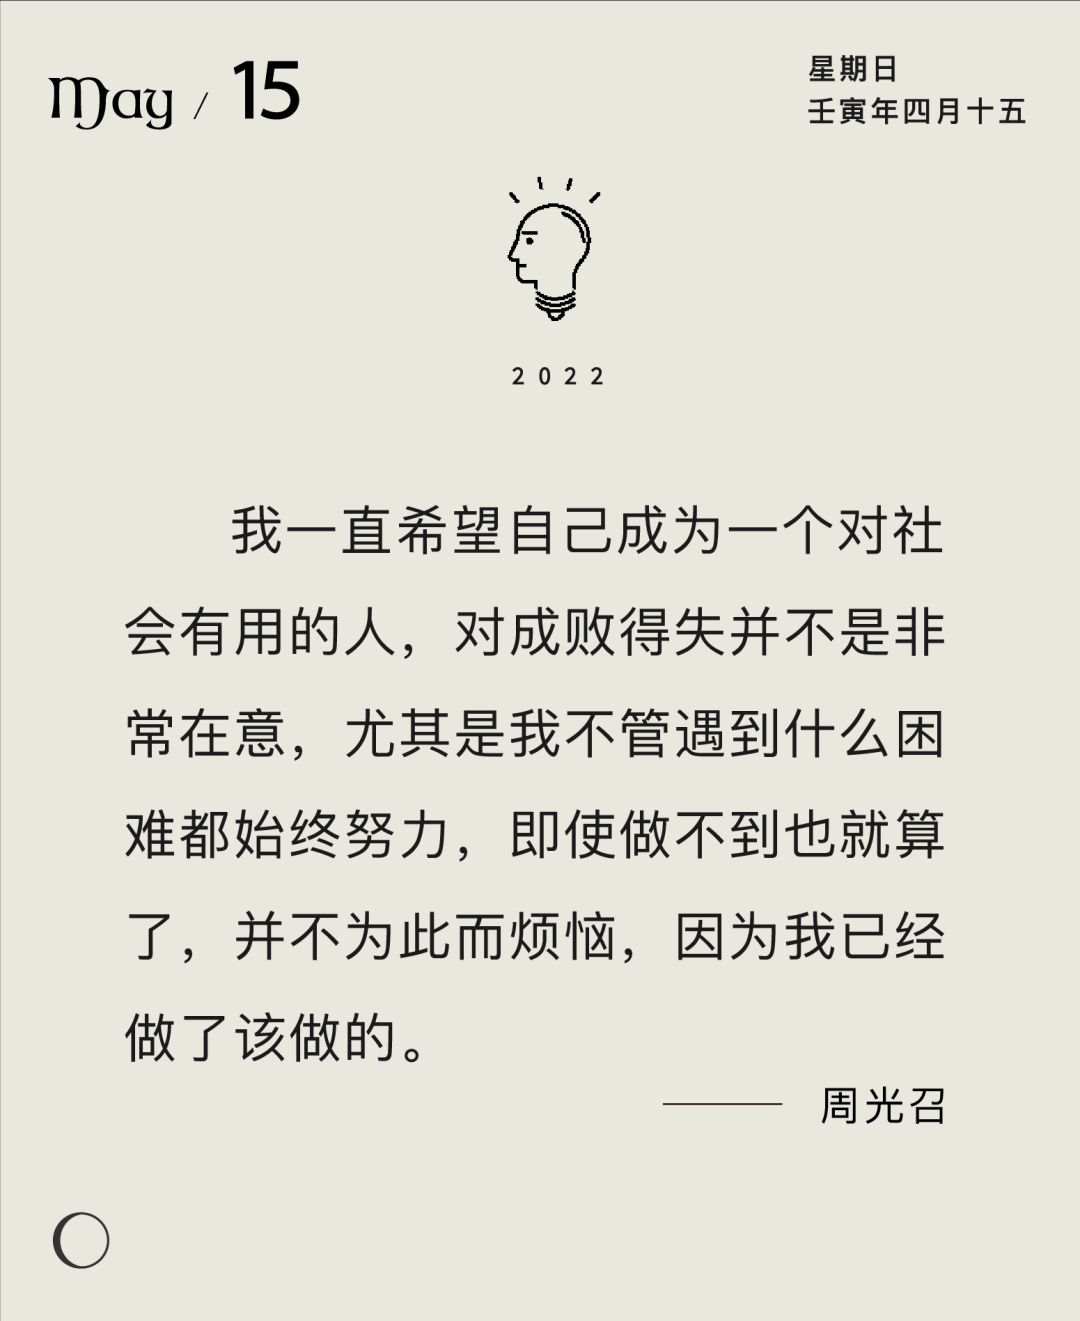 May / 15
星期日
壬寅年四月十五
2022
我一直希望自己成为一个对社
会有用的人，对成败得失并不是非
常在意，尤其是我不管遇到什么困
难都始终努力，即使做不到也就算
了，并不为此而烦恼，因为我已经
做了该做的。
—— 周光召